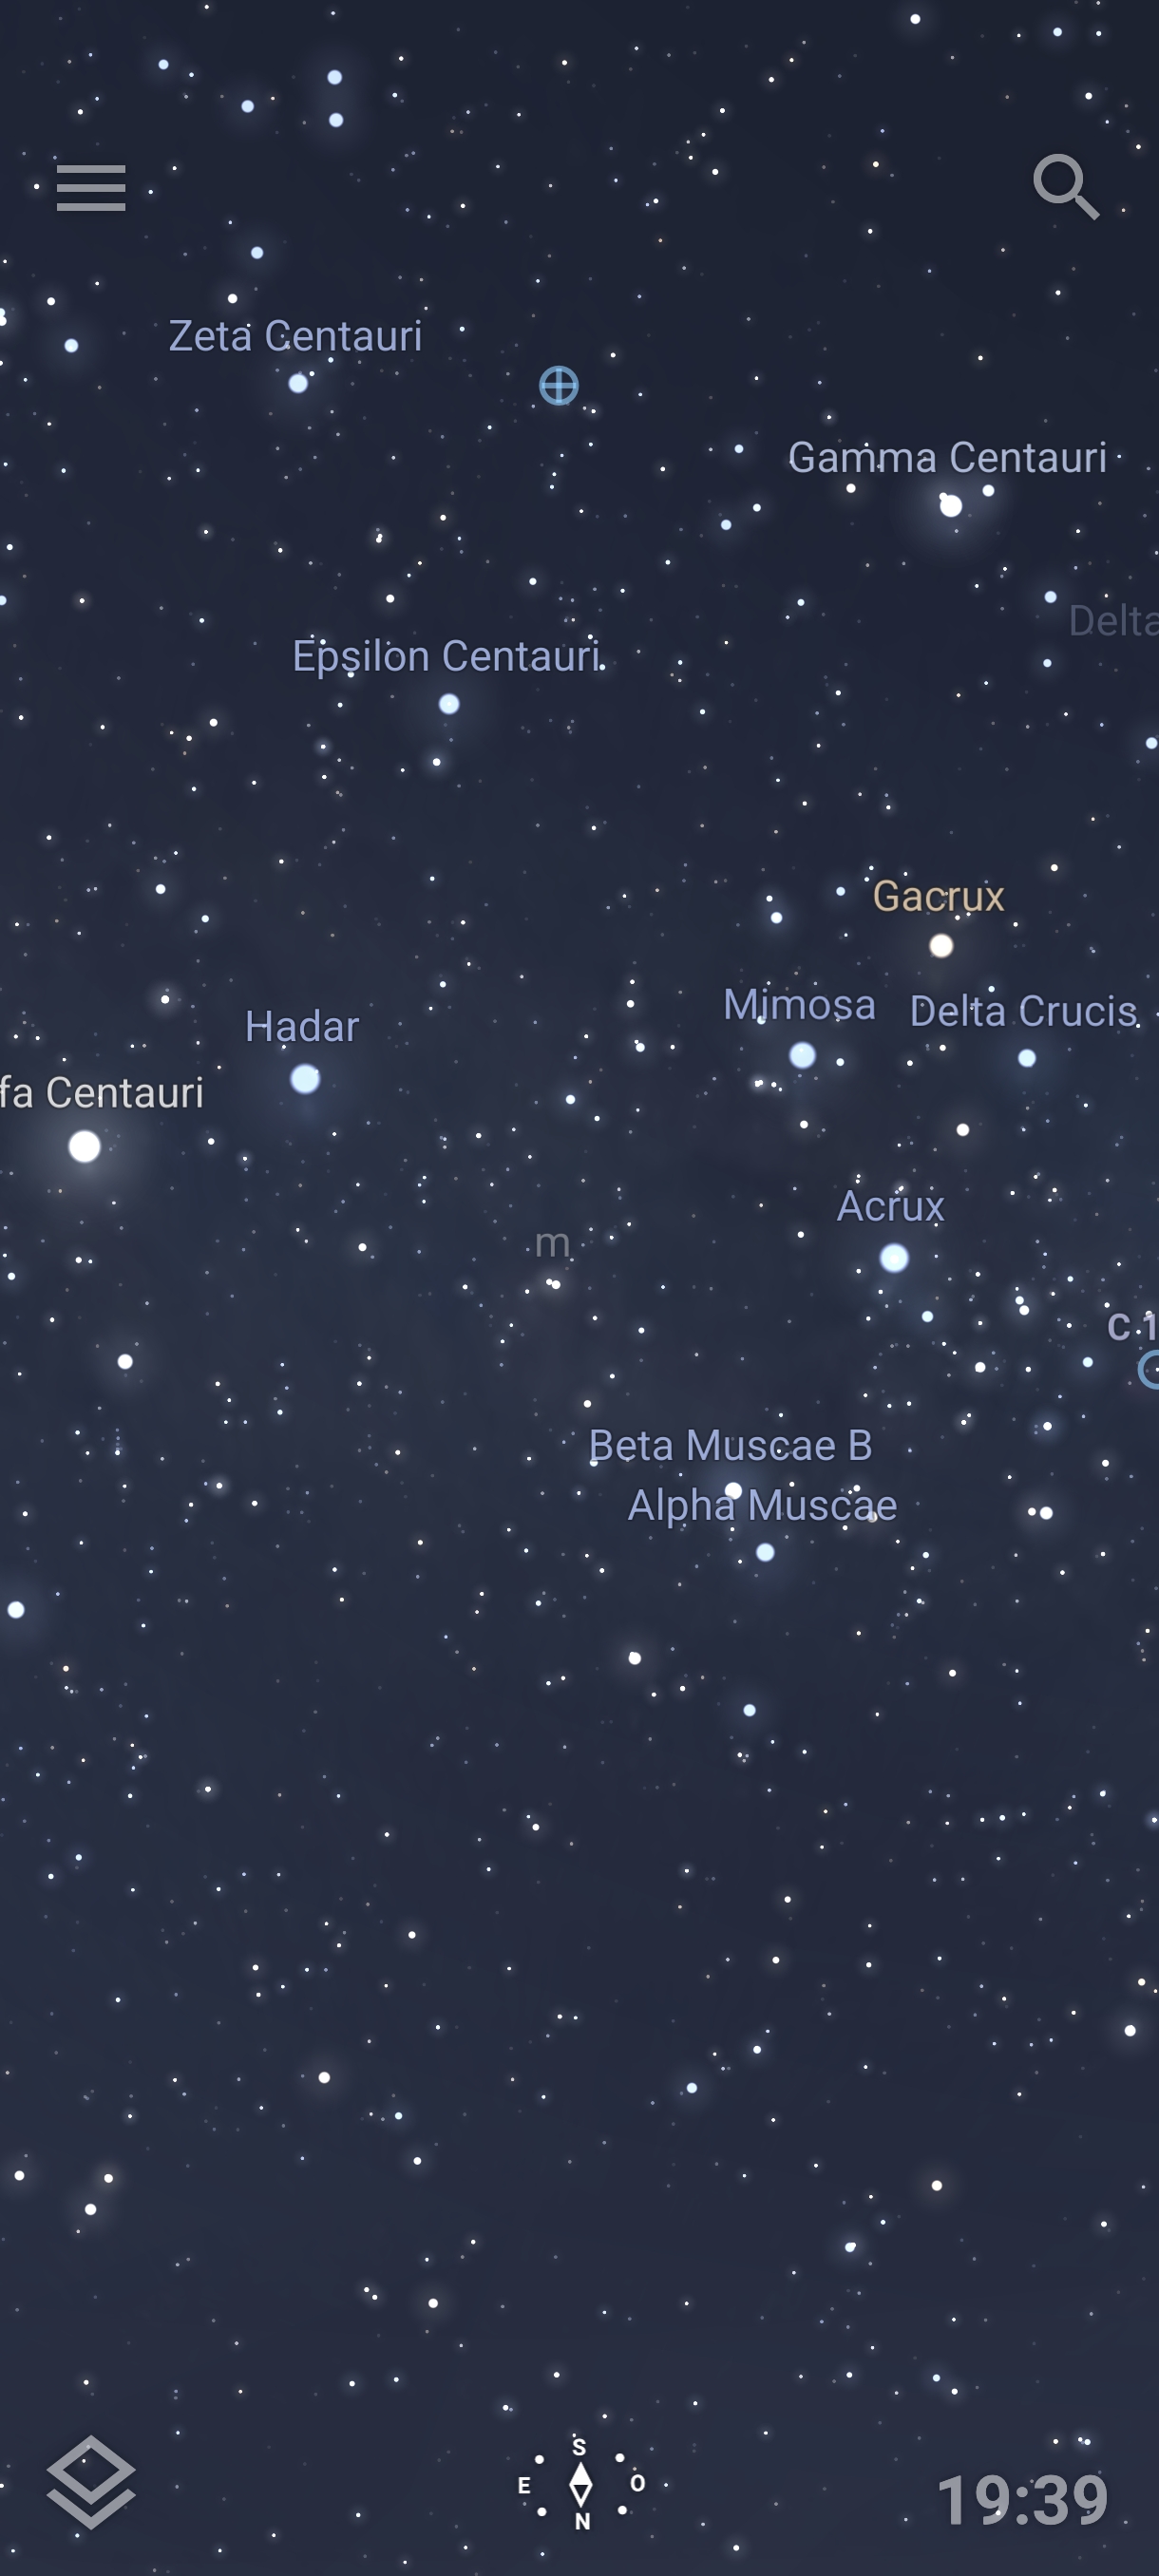 Zeta Centauri
Gamma Centauri
Delta
Epsilon Centauri
Gacrux
Mimosa
Delta Crucis
Hadar
fa Centauri
Acrux
m
C 1
Beta Muscae B
Alpha Muscae
S
E
O
N
19:39